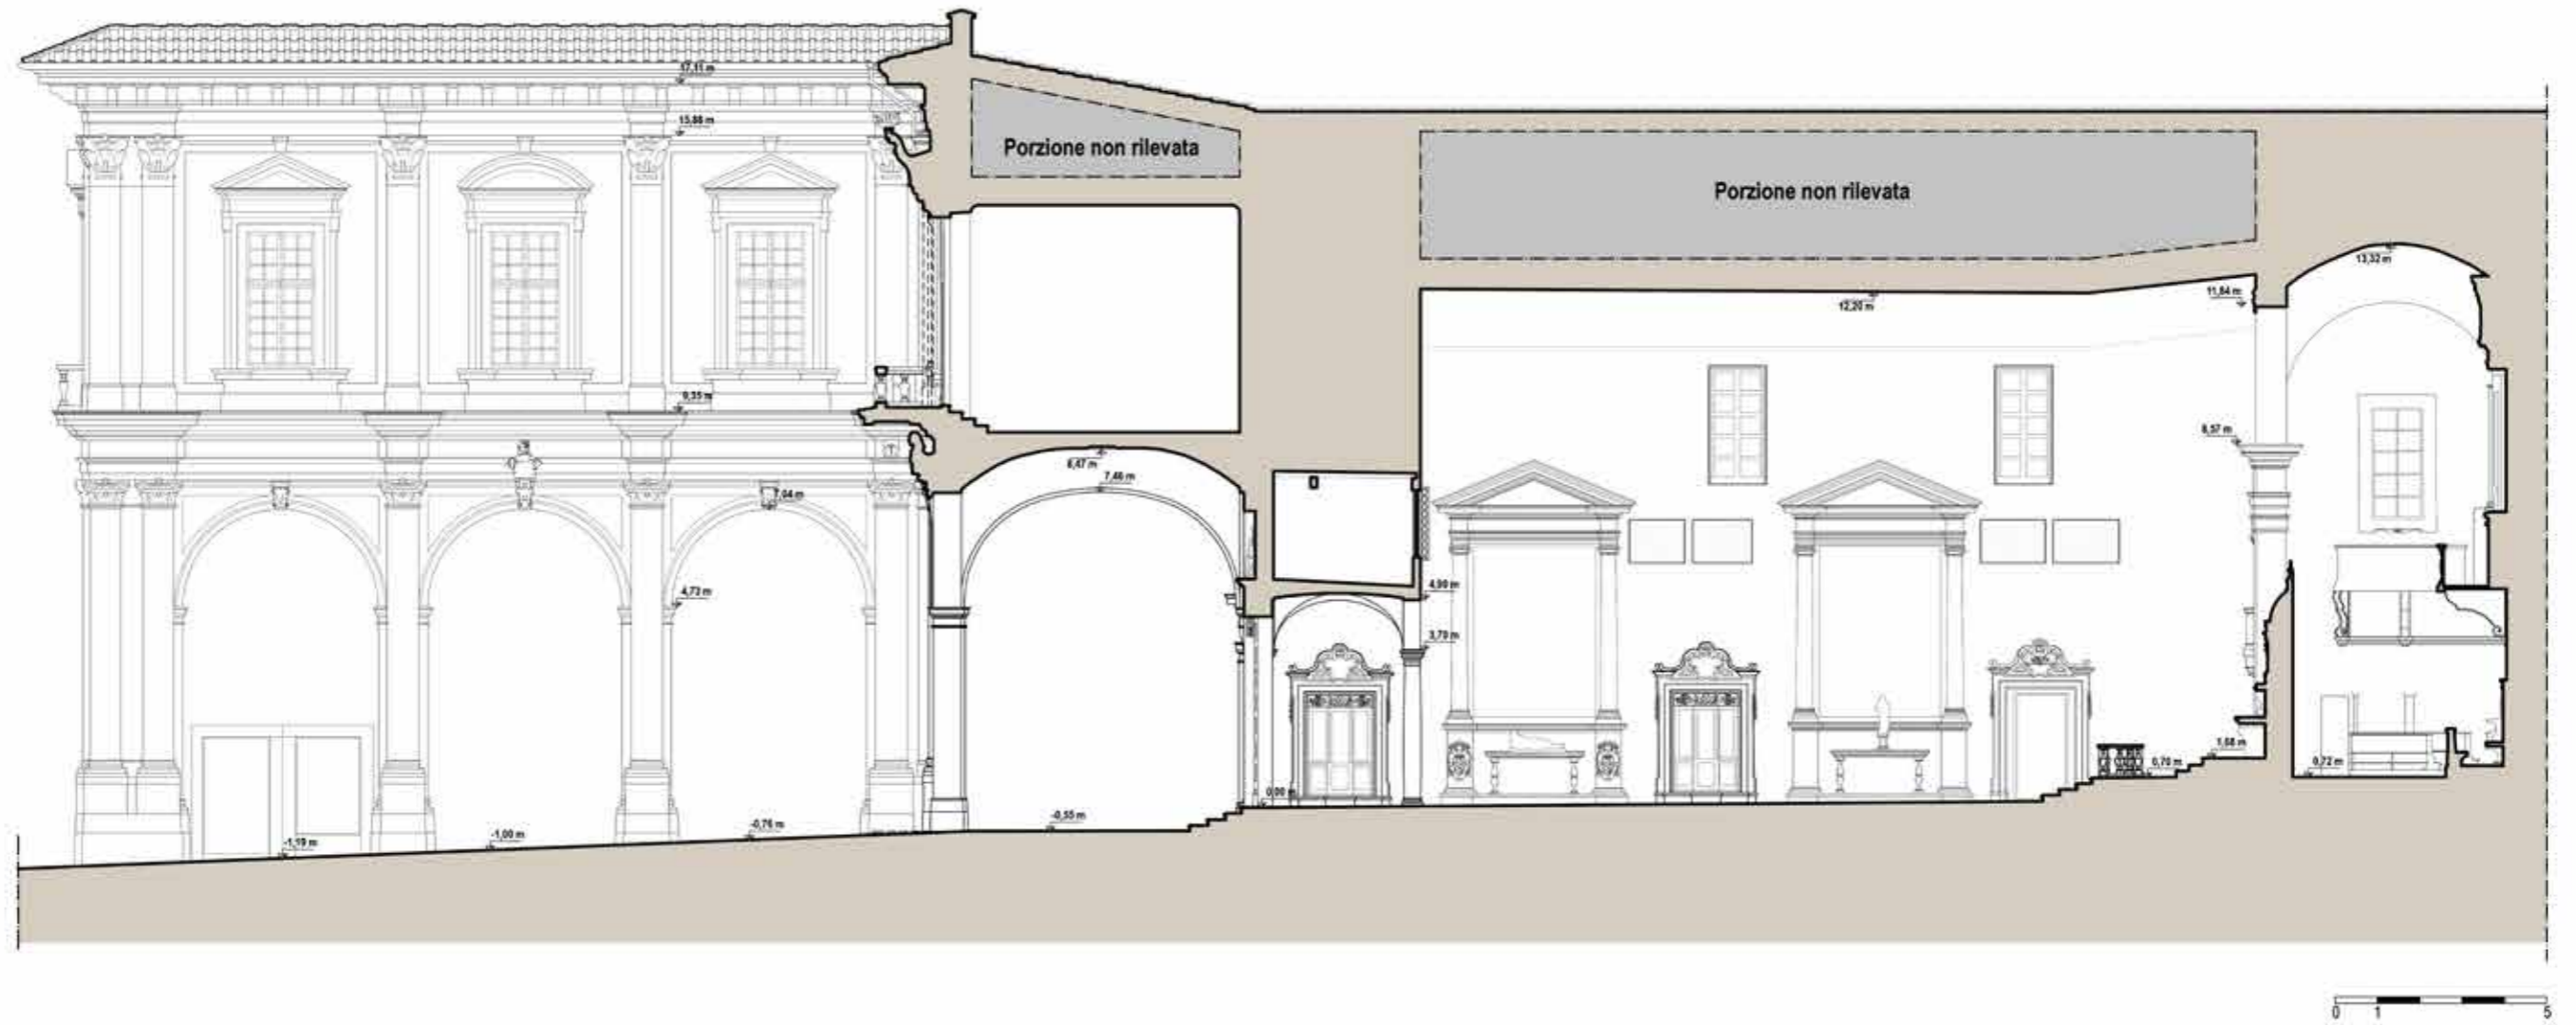 17,11 m
15,88 m
Porzione non rilevata
Porzione non rilevata
13,32 m
11,84 m
12,20 m
9,35 m
8,57 m
6,67 m
7,46 m
7,04 m
4,73 m
4,90 m
3,70 m
0,00 m
1,68 m
0,70 m
0,72 m
-0,55 m
-0,76 m
-1,00 m
-1,19 m
0 1 5